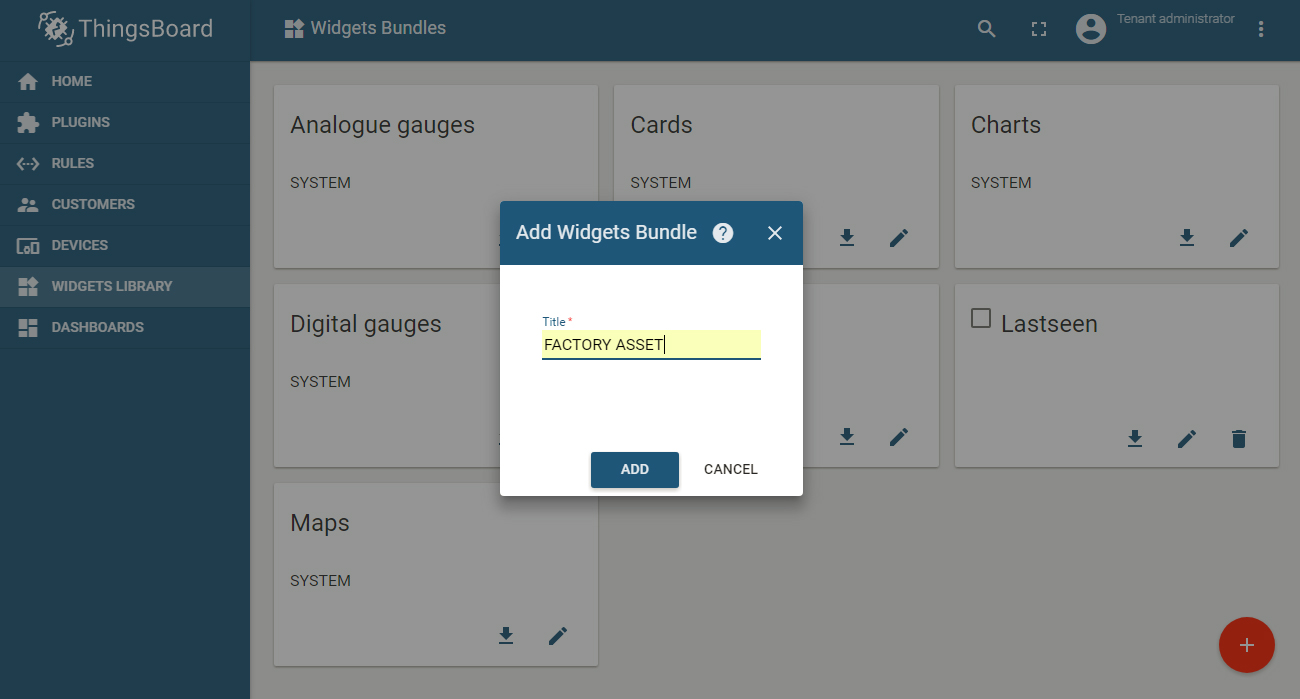 ThingsBoard
Widgets Bundles
Tenant administrator
HOME
PLUGINS
RULES
CUSTOMERS
DEVICES
WIDGETS LIBRARY
DASHBOARDS
Analogue gauges
SYSTEM
Cards
SYSTEM
Charts
SYSTEM
Add Widgets Bundle ?
Title *
FACTORY ASSET
ADD
CANCEL
Digital gauges
SYSTEM
Lastseen
Maps
SYSTEM